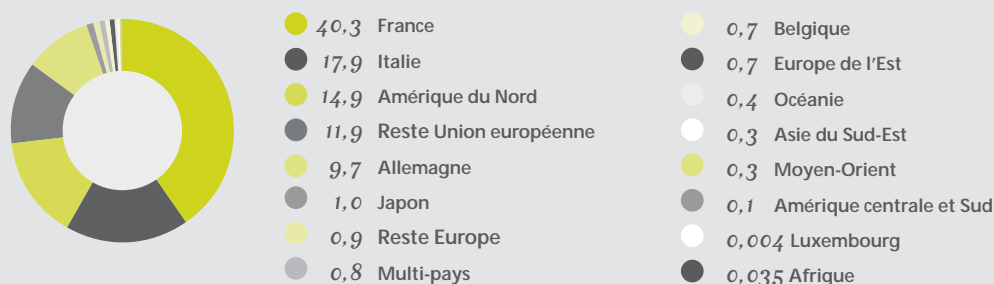 40,3 France
17,9 Italie
14,9 Amérique du Nord
11,9 Reste Union européenne
9,7 Allemagne
1,0 Japon
0,9 Reste Europe
0,8 Multi-pays
0,7 Belgique
0,7 Europe de l'Est
0,4 Océanie
0,3 Asie du Sud-Est
0,3 Moyen-Orient
0,1 Amérique centrale et Sud
0,004 Luxembourg
0,035 Afrique